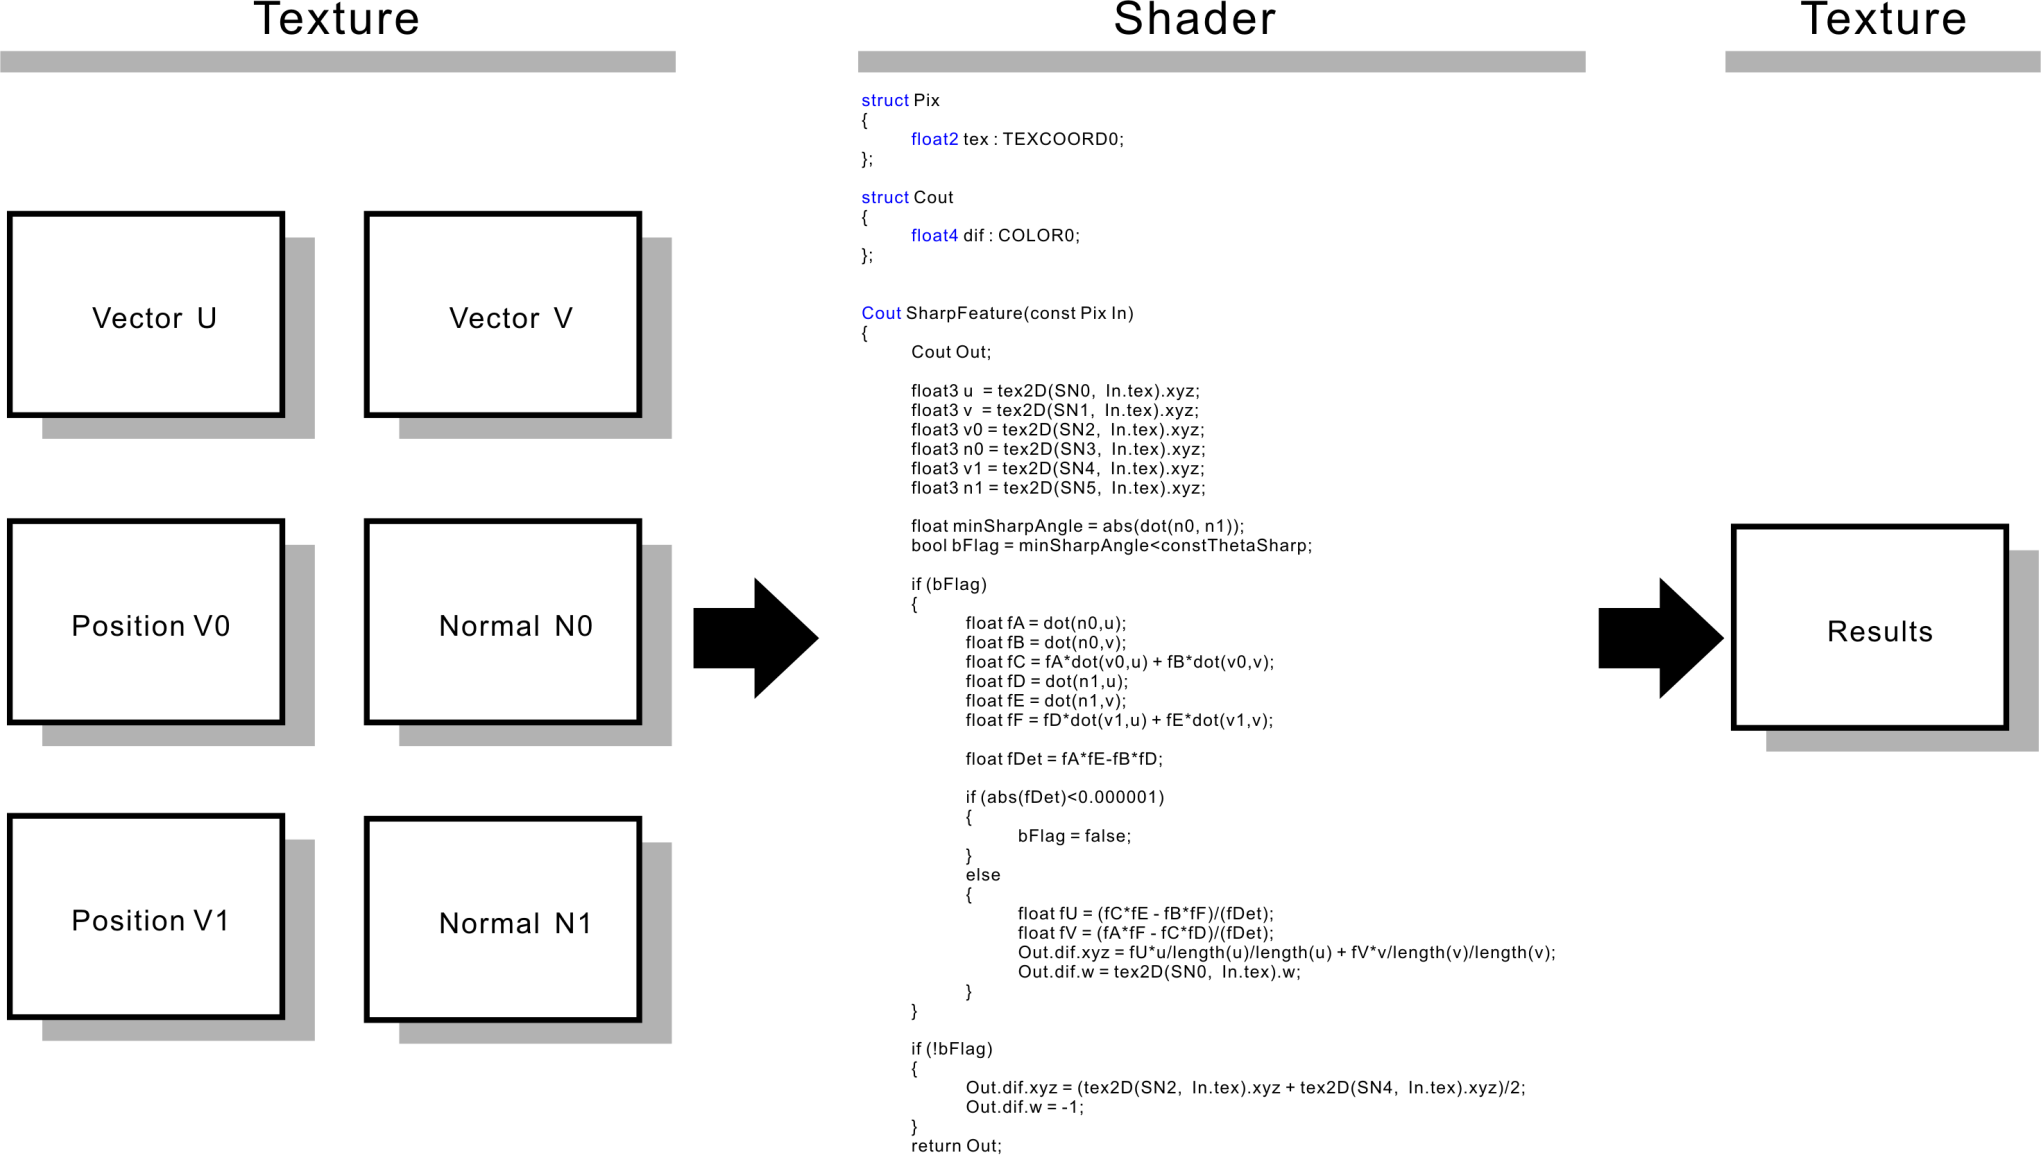 Texture
Vector U
Vector V
Position V0
Normal N0
Position V1
Normal N1
Shader
struct Pix
{
float2 tex : TEXCOORD0;
};
struct Cout
{
float4 dif : COLOR0;
};
Cout SharpFeature(const Pix In)
{
Cout Out;
float3 u = tex2D(SN0, In.tex).xyz;
float3 v = tex2D(SN1, In.tex).xyz;
float3 v0 = tex2D(SN2, In.tex).xyz;
float3 n0 = tex2D(SN3, In.tex).xyz;
float3 v1 = tex2D(SN4, In.tex).xyz;
float3 n1 = tex2D(SN5, In.tex).xyz;
float minSharpAngle = abs(dot(n0, n1));
bool bFlag = minSharpAngle<constThetaSharp;
if (bFlag)
{
float fA = dot(n0,u);
float fB = dot(n0,v);
float fC = fA*dot(v0,u) + fB*dot(v0,v);
float fD = dot(n1,u);
float fE = dot(n1,v);
float fF = fD*dot(v1,u) + fE*dot(v1,v);
float fDet = fA*fE-fB*fD;
if (abs(fDet)<0.000001)
{
bFlag = false;
}
else
{
float fU = (fC*fE - fB*fF)/(fDet);
float fV = (fA*fF - fC*fD)/(fDet);
Out.dif.xyz = fU*u/length(u)/length(u) + fV*v/length(v)/length(v);
Out.dif.w = tex2D(SN0, In.tex).w;
}
}
if (!bFlag)
{
Out.dif.xyz = (tex2D(SN2, In.tex).xyz + tex2D(SN4, In.tex).xyz)/2;
Out.dif.w = -1;
}
return Out;
Texture
Results